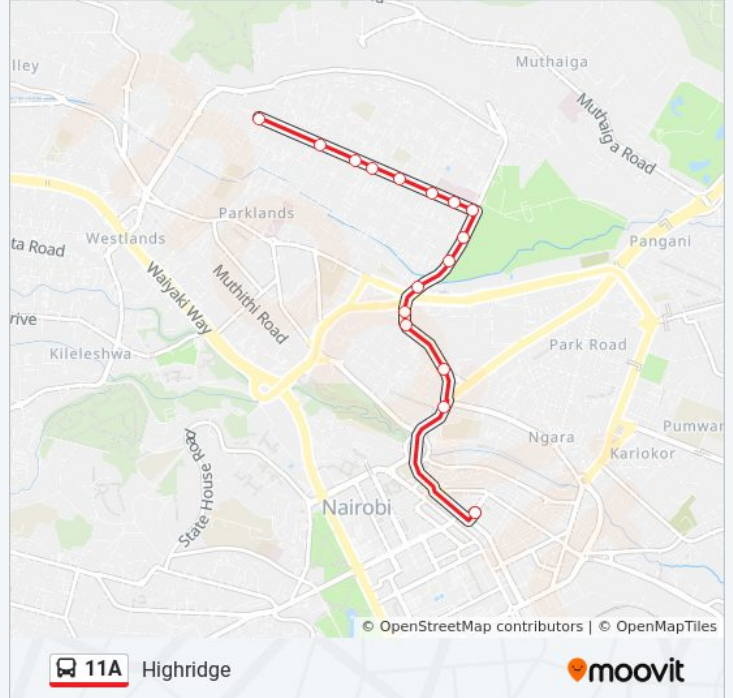 lley
Muthaiga
Muthaiga Road
Parklands
Westlands
ta Road
Pangani
Waiyaki Way
Muthithi Road
rive
Kileleshwa
Park Road
Ngara
Pumwar
Kariokor
State House Road
Nairobi
© OpenStreetMap contributors | © OpenMapTiles
11A Highridge
moovit